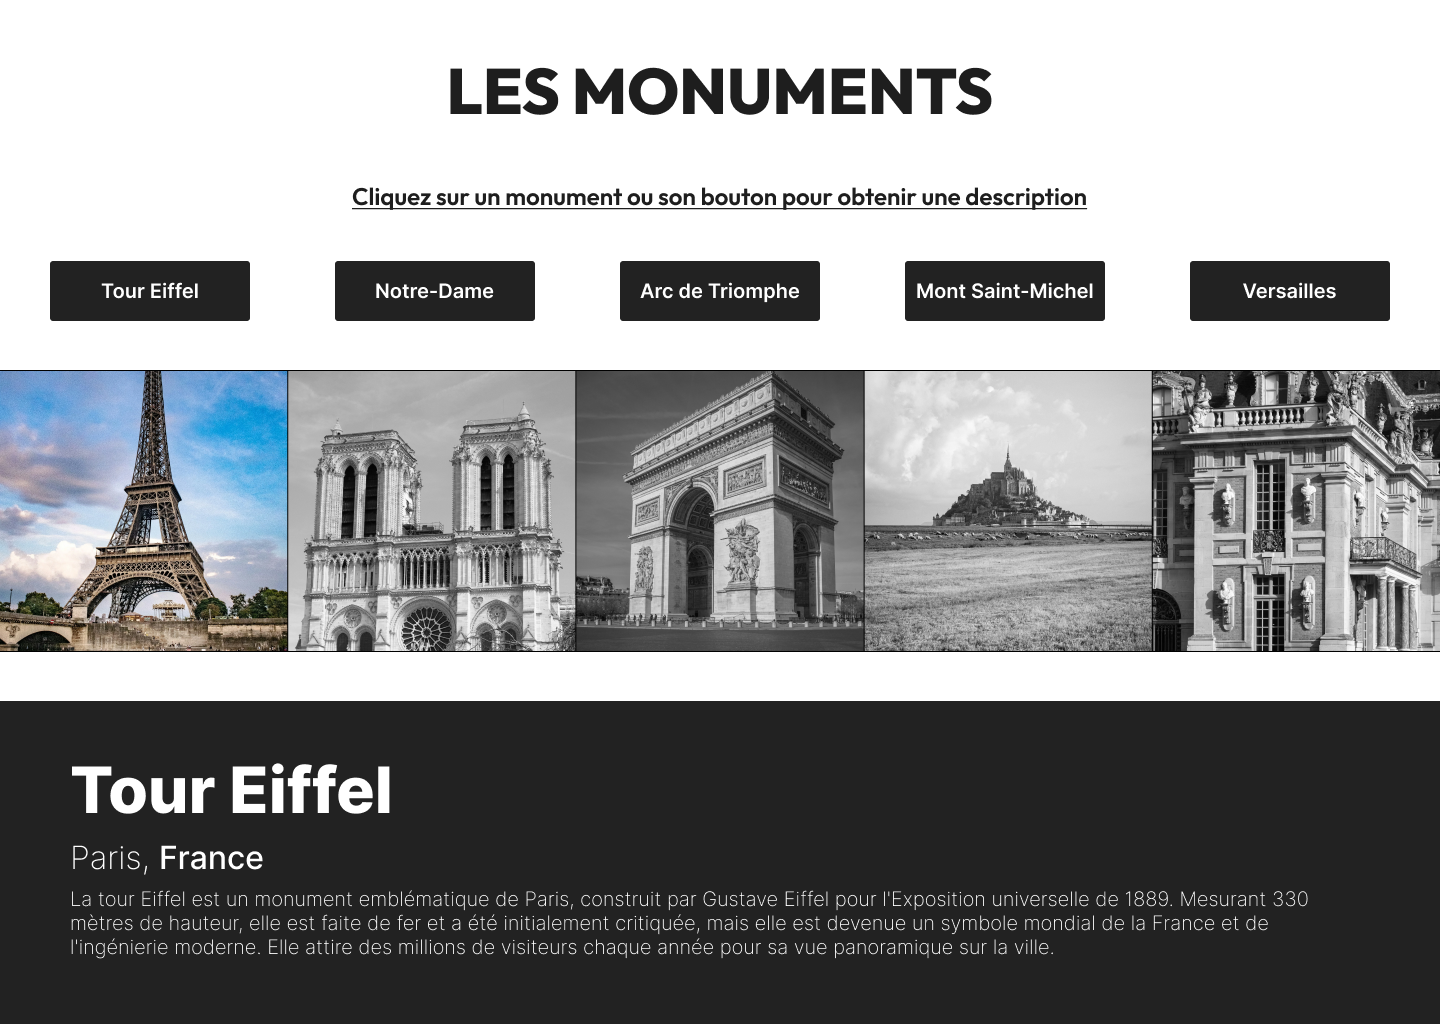 LES MONUMENTS
Cliquez sur un monument ou son bouton pour obtenir une description
Tour Eiffel
Notre-Dame
Arc de Triomphe
Mont Saint-Michel
Versailles
Tour Eiffel
Paris, France
La tour Eiffel est un monument emblématique de Paris, construit par Gustave Eiffel pour l'Exposition universelle de 1889. Mesurant 330
mètres de hauteur, elle est faite de fer et a été initialement critiquée, mais elle est devenue un symbole mondial de la France et de
l'ingénierie moderne. Elle attire des millions de visiteurs chaque année pour sa vue panoramique sur la ville.